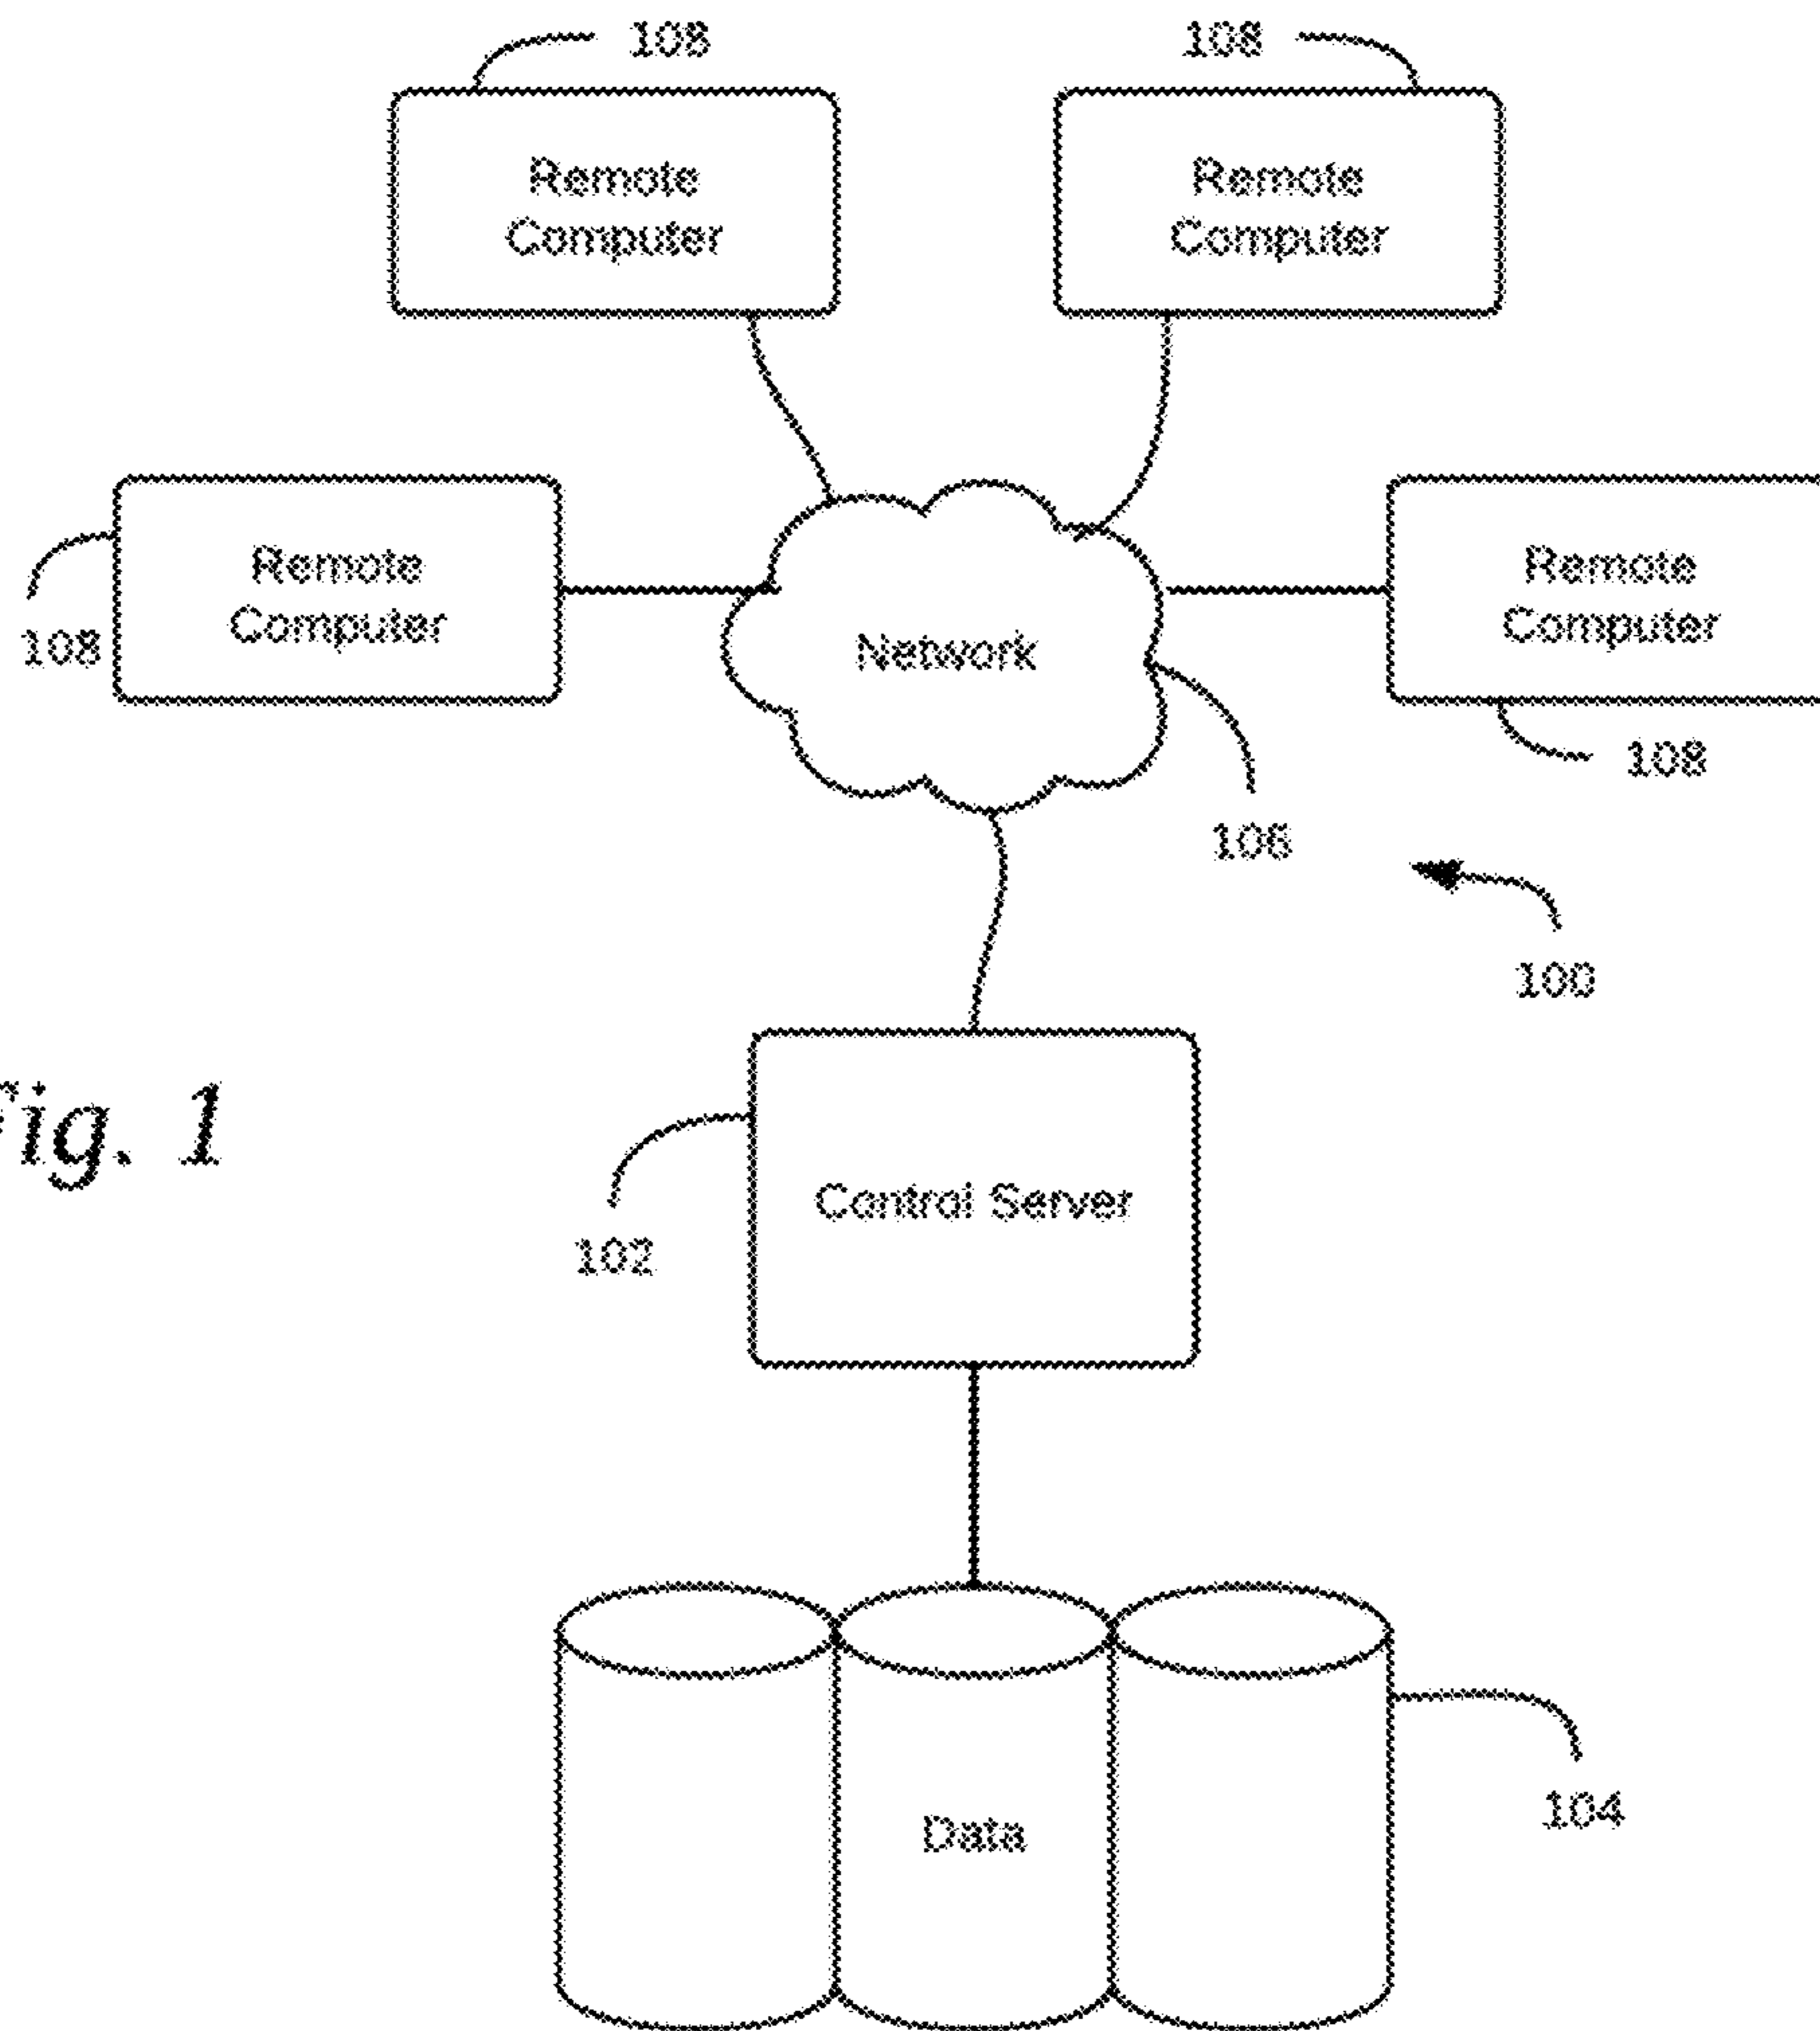 108
108
Remote
Computer
Remote
Computer
Remote
Computer
108
Network
Remote
Computer
108
106
100
Fig. 1
Control Server
102
Data
104